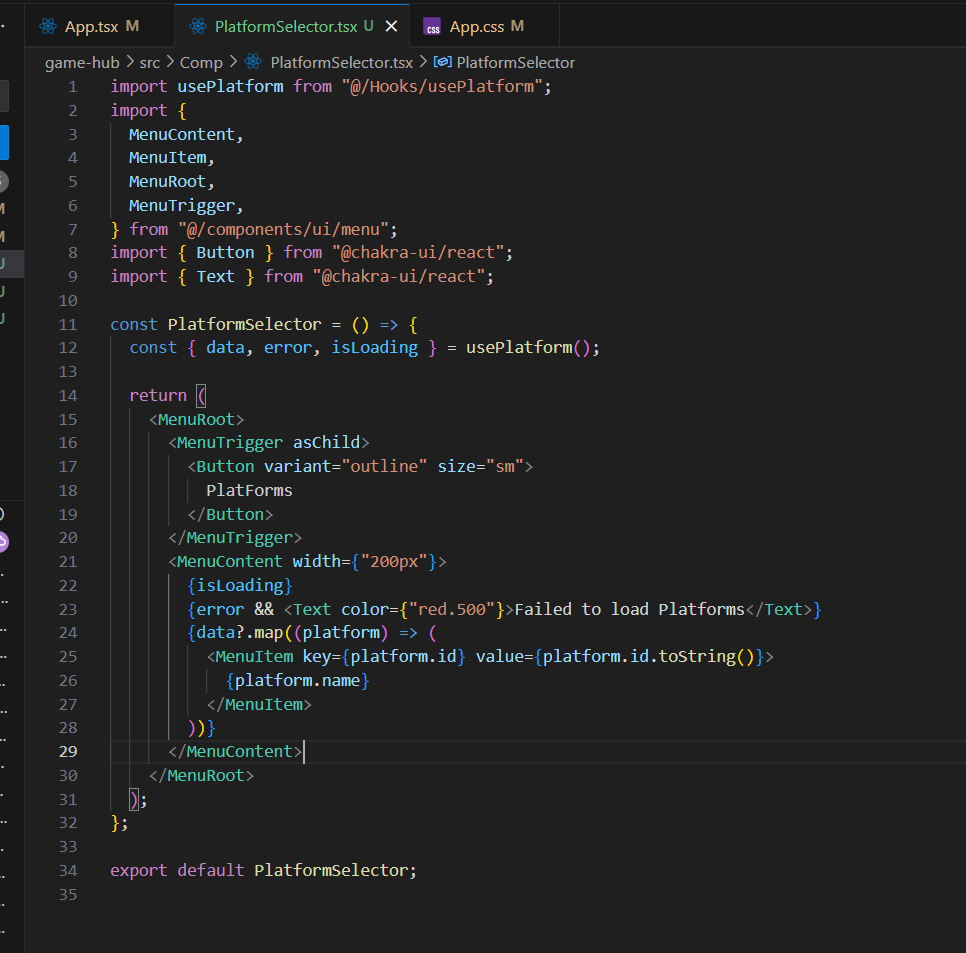 App.tsx M
PlatformSelector.tsx U
CSS App.css M
game-hub > src > Comp > PlatformSelector.tsx > PlatformSelector
1 import usePlatform from "@/Hooks/usePlatform";
2 import {
3   MenuContent,
4   MenuItem,
5   MenuRoot,
6   MenuTrigger,
7 } from "@/components/ui/menu";
8 import { Button } from "@chakra-ui/react";
9 import { Text } from "@chakra-ui/react";
10
11 const PlatformSelector = () => {
12   const { data, error, isLoading } = usePlatform();
13
14   return (
15     <MenuRoot>
16       <MenuTrigger asChild>
17         <Button variant="outline" size="sm">
18           PlatForms
19         </Button>
20       </MenuTrigger>
21       <MenuContent width={"200px"}>
22         {isLoading}
23         {error && <Text color={"red.500"}>Failed to load Platforms</Text>}
24         {data?.map((platform) => (
25           <MenuItem key={platform.id} value={platform.id.toString()}>
26             {platform.name}
27           </MenuItem>
28         ))}
29       </MenuContent>
30     </MenuRoot>
31   );
32 };
33
34 export default PlatformSelector;
35
M
M
U
U
U